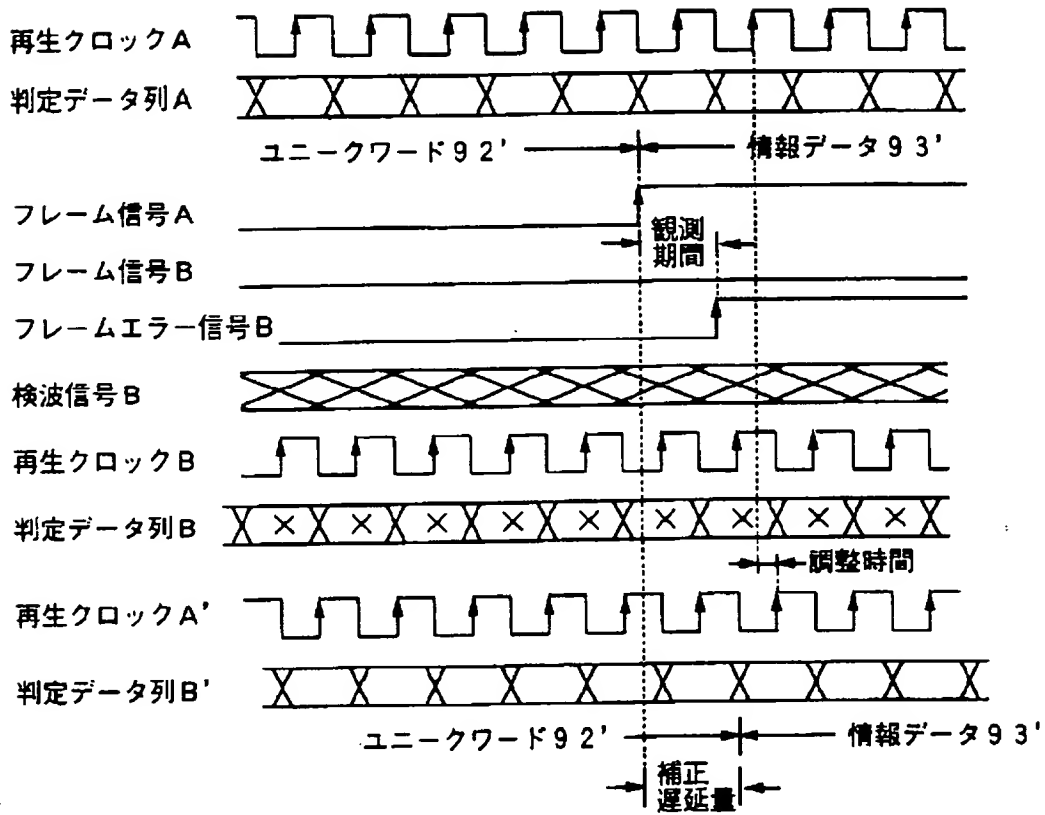 再生クロックA
判定データ列A
ユニークワード92'
情報データ93'
フレーム信号A
観測
期間
フレーム信号B
フレームエラー信号B
検波信号B
再生クロックB
判定データ列B
調整時間
再生クロックA'
判定データ列B'
ユニークワード92'
情報データ93'
補正
遅延量